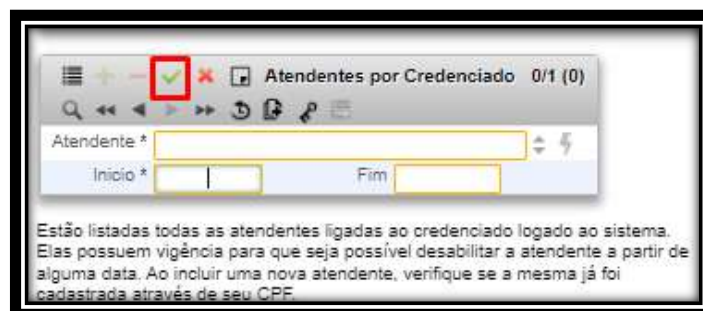 Atendentes por Credenciado 0/1 (0)
Atendente *
Inicio * Fim
Estão listadas todas as atendentes ligadas ao credenciado logado ao sistema.
Elas possuem vigência para que seja possível desabilitar a atendente a partir de
alguma data. Ao incluir uma nova atendente, verifique se a mesma já foi
cadastrada através de seu CPF.